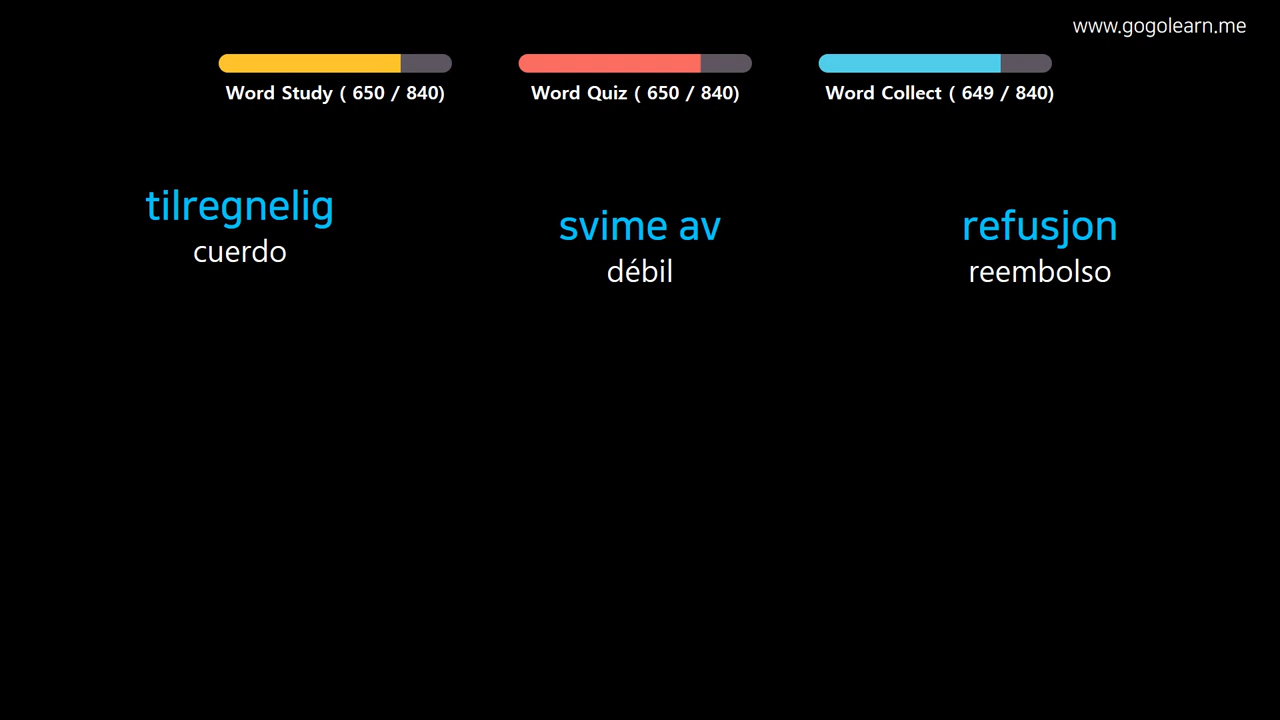 www.gogolearn.me
Word Study ( 650 / 840)
Word Quiz ( 650 / 840)
Word Collect ( 649 / 840)
tilregnelig
cuerdo
svime av
débil
refusjon
reembolso